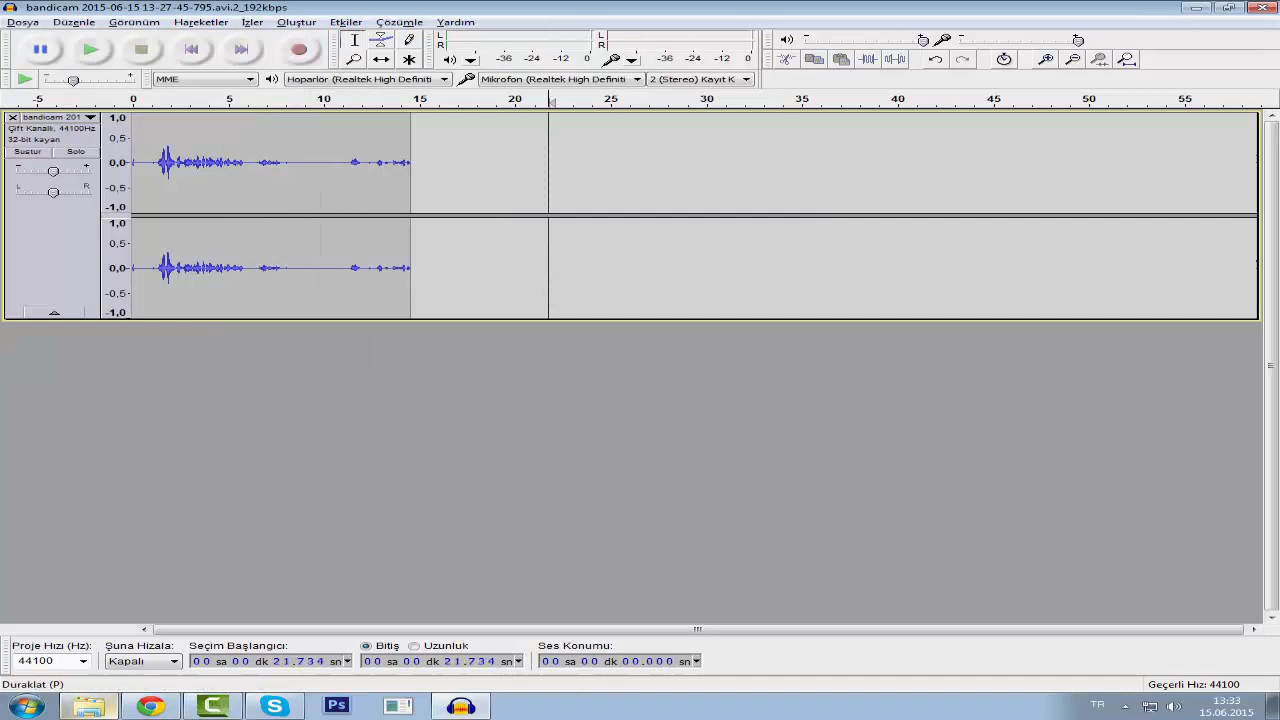 bandicam 2015-06-15 13-27-45-795.avi.2_192kbps
Dosya Düzenle Görünüm Hareketler İzler Oluştur Etkiler Çözümle Yardım
L R -36 -24 -12 0 L R -36 -24 -12 0
MME Hoparlör (Realtek High Definiti Mikrofon (Realtek High Definiti 2 (Stereo) Kayıt K
-5 0 5 10 15 20 25 30 35 40 45 50 55
bandicam 201
Çift Kanallı, 44100Hz
32-bit kayan
Sustur Solo
- +
L R
1,0
0,5
0,0
-0,5
-1,0
1,0
0,5
0,0
-0,5
-1,0
Proje Hızı (Hz): Şuna Hizala: Seçim Başlangıcı: Bitiş Uzunluk Ses Konumu:
44100 Kapalı 00 sa 00 dk 21.734 sn 00 sa 00 dk 21.734 sn 00 sa 00 dk 00.000 sn
Duraklat (P) Geçerli Hız: 44100
TR 13:33
15.06.2015
C S Ps